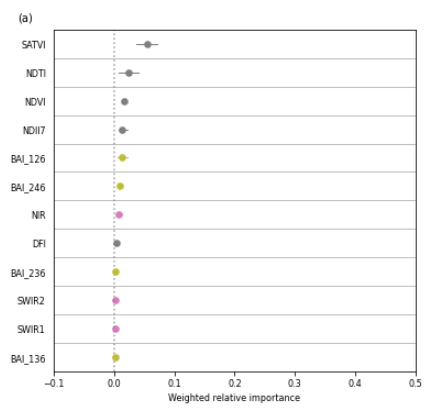 (a)
SATVI
NDTI
NDVI
NDII7
BAI_126
BAI_246
NIR
DFI
BAI_236
SWIR2
SWIR1
BAI_136
−0.1 0.0 0.1 0.2 0.3 0.4 0.5
Weighted relative importance